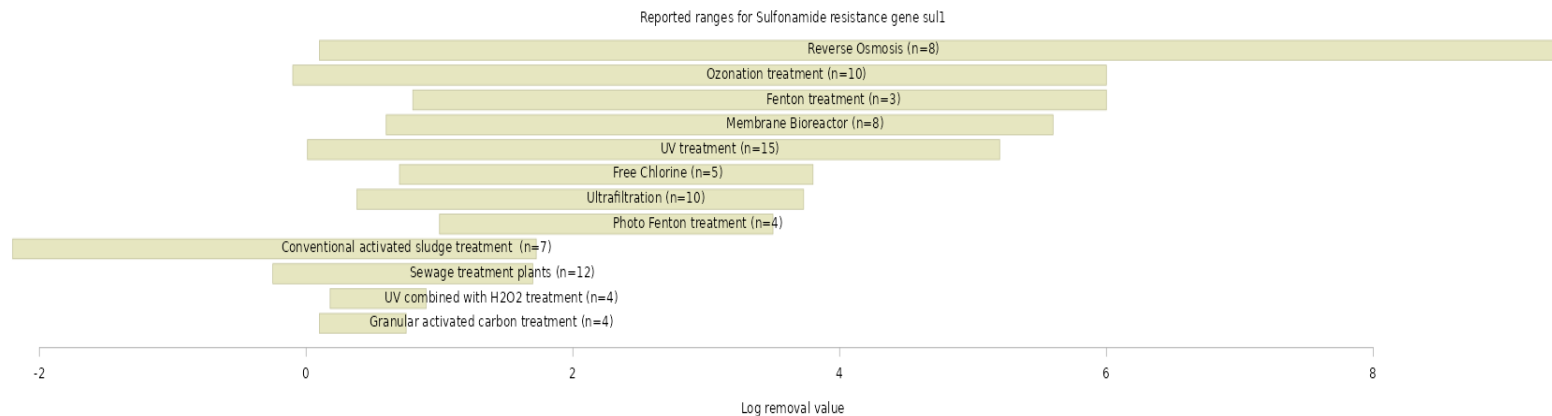 Reported ranges for Sulfonamide resistance gene sul1
Reverse Osmosis (n=8)
Ozonation treatment (n=10)
Fenton treatment (n=3)
Membrane Bioreactor (n=8)
UV treatment (n=15)
Free Chlorine (n=5)
Ultrafiltration (n=10)
Photo Fenton treatment (n=4)
Conventional activated sludge treatment  (n=7)
Sewage treatment plants (n=12)
UV combined with H2O2 treatment (n=4)
Granular activated carbon treatment (n=4)
-2 0 2 4 6 8
Log removal value